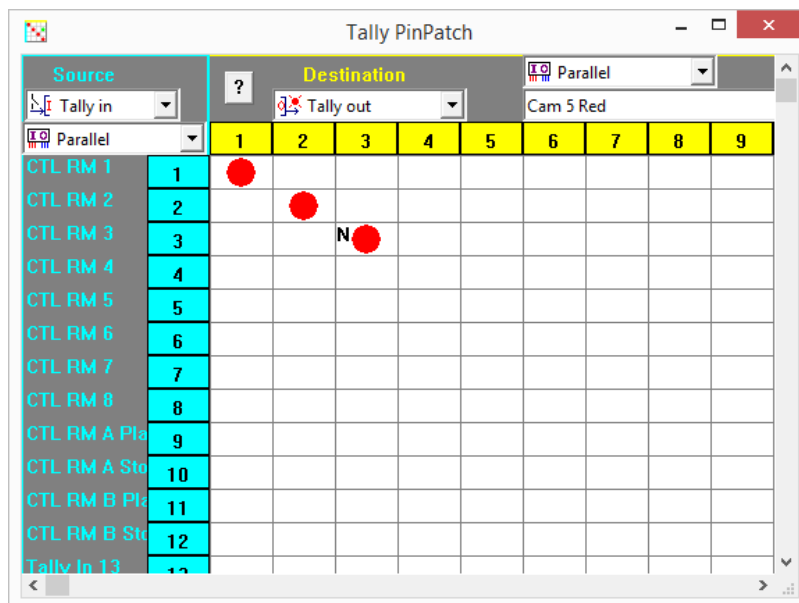 Tally PinPatch
Source
?
Destination
Parallel
Tally in
Tally out
Cam 5 Red
Parallel
1 2 3 4 5 6 7 8 9
CTL RM 1 1
CTL RM 2 2
CTL RM 3 3 N
CTL RM 4 4
CTL RM 5 5
CTL RM 6 6
CTL RM 7 7
CTL RM 8 8
CTL RM A Pla 9
CTL RM A Sto 10
CTL RM B Pla 11
CTL RM B Sto 12
Tally In 13 13